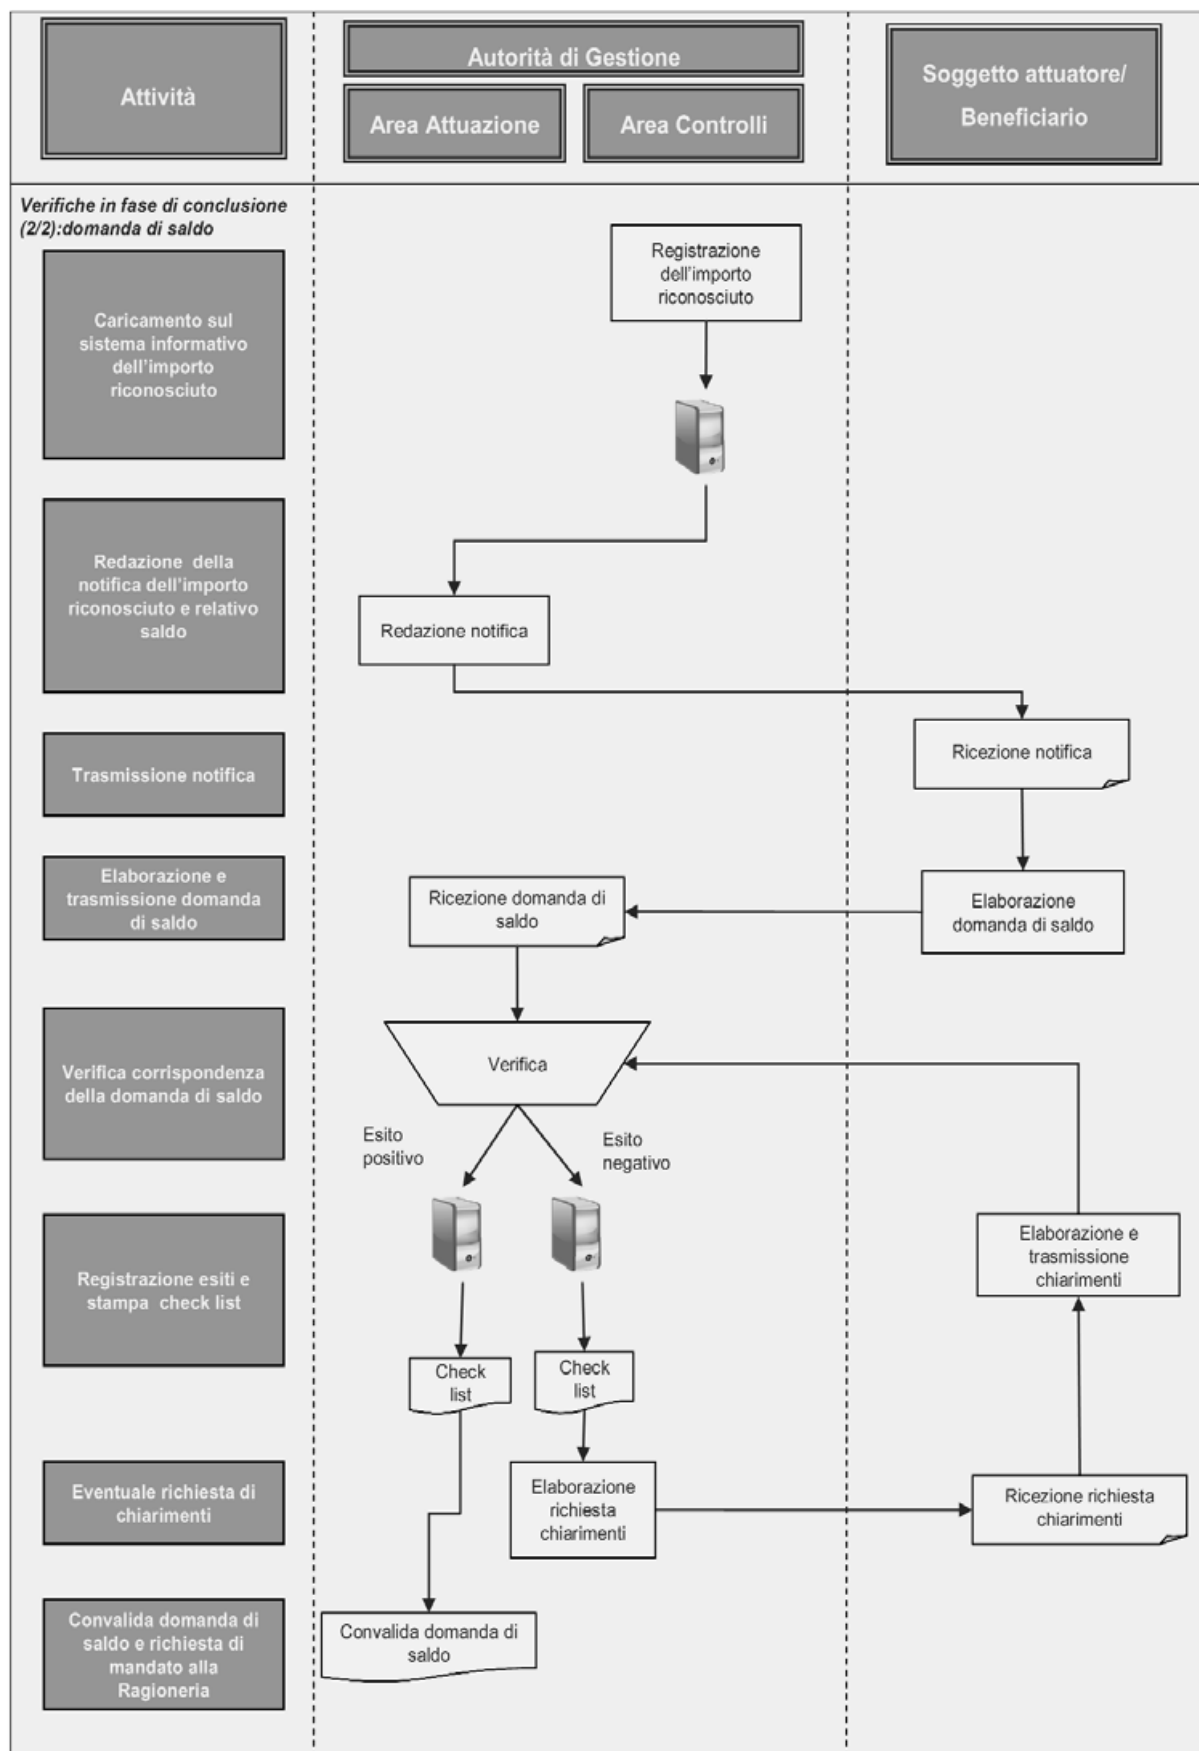 Attività
Autorità di Gestione
Area Attuazione
Area Controlli
Soggetto attuatore/
Beneficiario
Verifiche in fase di conclusione
(2/2):domanda di saldo
Caricamento sul
sistema informativo
dell'importo
riconosciuto
Registrazione
dell'importo
riconosciuto
Redazione della
notifica dell'importo
riconosciuto e relativo
saldo
Redazione notifica
Trasmissione notifica
Ricezione notifica
Elaborazione e
trasmissione domanda
di saldo
Ricezione domanda di
saldo
Elaborazione
domanda di saldo
Verifica corrispondenza
della domanda di saldo
Verifica
Esito
positivo
Esito
negativo
Registrazione esiti e
stampa check list
Elaborazione e
trasmissione
chiarimenti
Check
list
Check
list
Eventuale richiesta di
chiarimenti
Elaborazione
richiesta
chiarimenti
Ricezione richiesta
chiarimenti
Convalida domanda di
saldo e richiesta di
mandato alla
Ragioneria
Convalida domanda di
saldo